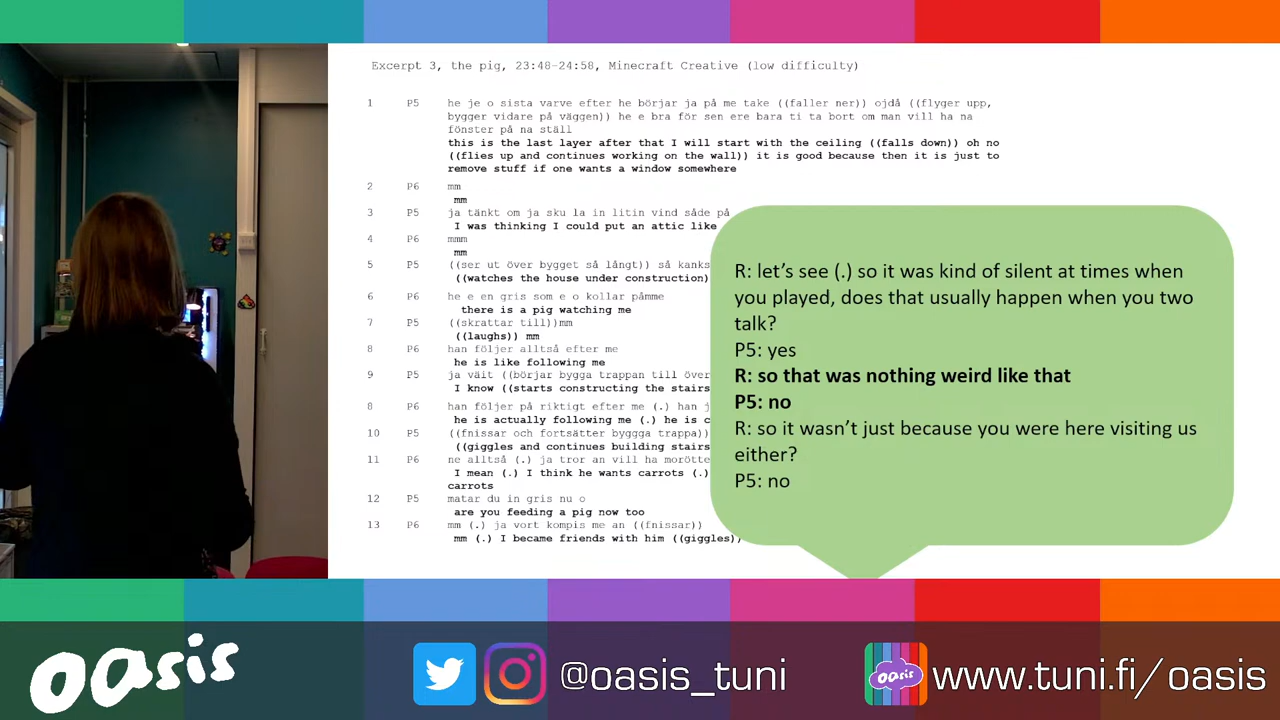 Excerpt 3, the pig, 23:48-24:58, Minecraft Creative (low difficulty)
1 P5 he je o sista varve efter he börjar ja på me take ((faller ner)) ojdå ((flyger upp,
bygger vidare på väggen)) he e bra för sen ere bara ti ta bort om man vill ha na
fönster på na ställ
this is the last layer after that I will start with the ceiling ((falls down)) oh no
((flies up and continues working on the wall)) it is good because then it is just to
remove stuff if one wants a window somewhere
2 P6 mm
mm
3 P5 ja tänkt om ja sku la in litin vind såde på
I was thinking I could put an attic like
4 P6 mmm
mm
5 P5 ((ser ut över bygget så långt)) så kanks
((watches the house under construction)
6 P6 he e en gris som e o kollar påmme
there is a pig watching me
7 P5 ((skrattar till))mm
((laughs)) mm
8 P6 han följer alltså efter me
he is like following me
9 P5 ja väit ((börjar bygga trappan till över
I know ((starts constructing the stairs
8 P6 han följer på riktigt efter me (.) han j
he is actually following me (.) he is c
10 P5 ((fnissar och fortsätter byggga trappa))
((giggles and continues building stairs
11 P6 ne alltså (.) ja tror an vill ha morötte
I mean (.) I think he wants carrots (.)
carrots
12 P5 matar du in gris nu o
are you feeding a pig now too
13 P6 mm (.) ja vort kompis me an ((fnissar))
mm (.) I became friends with him ((giggles))
R: let's see (.) so it was kind of silent at times when
you played, does that usually happen when you two
talk?
P5: yes
R: so that was nothing weird like that
P5: no
R: so it wasn't just because you were here visiting us
either?
P5: no
oasis
@oasis_tuni
oasis
www.tuni.fi/oasis